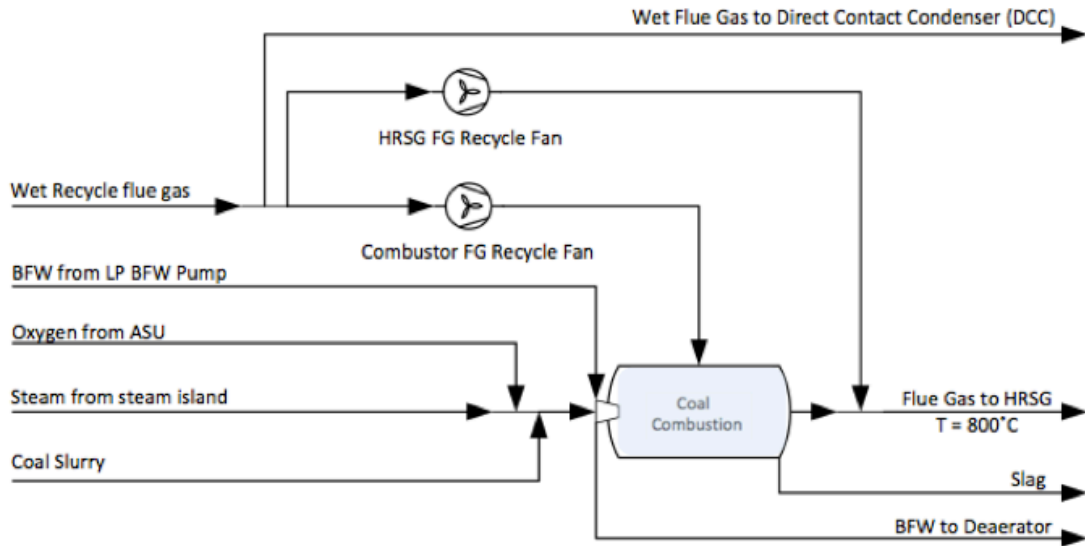 Wet Flue Gas to Direct Contact Condenser (DCC)
HRSG FG Recycle Fan
Wet Recycle flue gas
Combustor FG Recycle Fan
BFW from LP BFW Pump
Oxygen from ASU
Steam from steam island
Coal
Combustion
Flue Gas to HRSG
T = 800˚C
Coal Slurry
Slag
BFW to Deaerator